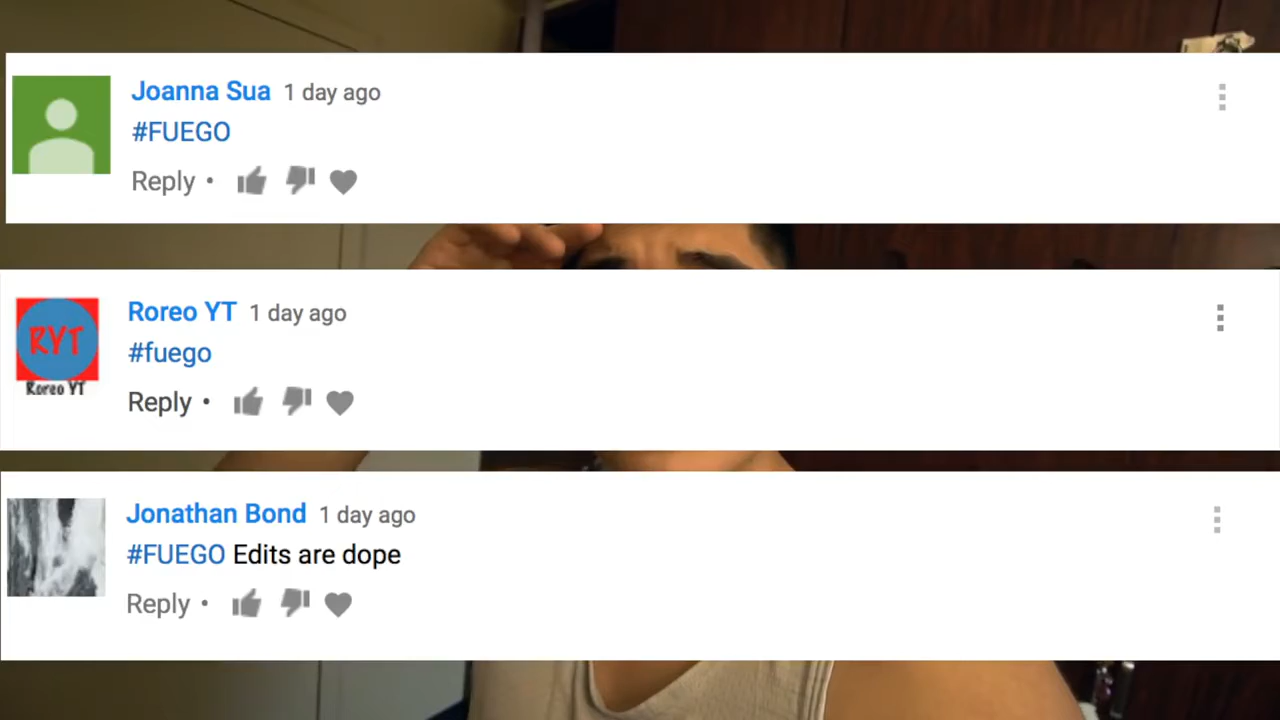 Joanna Sua 1 day ago
#FUEGO
Reply •
Roreo YT 1 day ago
#fuego
Reply •
RYT
Roreo YT
Jonathan Bond 1 day ago
#FUEGO Edits are dope
Reply •